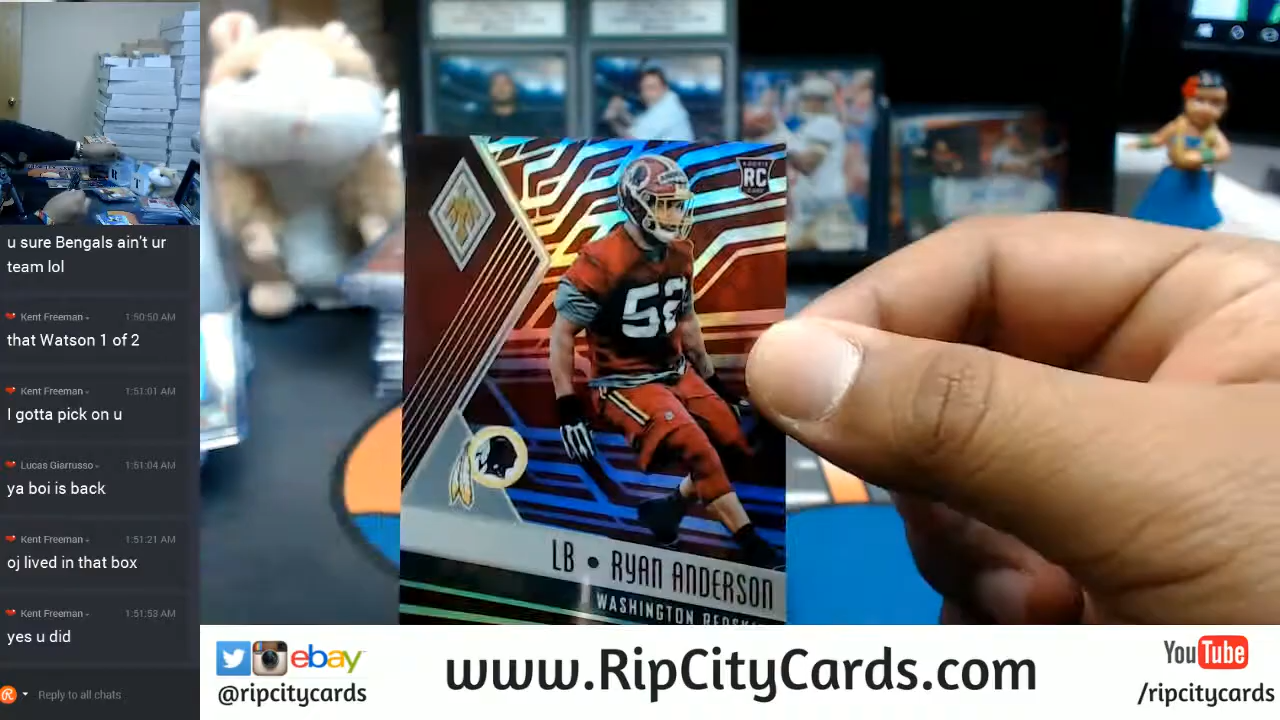 u sure Bengals ain't ur
team lol
Kent Freeman
1:50:50 AM
that Watson 1 of 2
Kent Freeman
1:51:01 AM
I gotta pick on u
Lucas Giarrusso
1:51:04 AM
ya boi is back
Kent Freeman
1:51:21 AM
oj lived in that box
Kent Freeman
1:51:53 AM
yes u did
Reply to all chats
ROOKIE
RC
52
LB • RYAN ANDERSON
WASHINGTON REDSKI
ebay
@ripcitycards
www.RipCityCards.com
YouTube
/ripcitycards